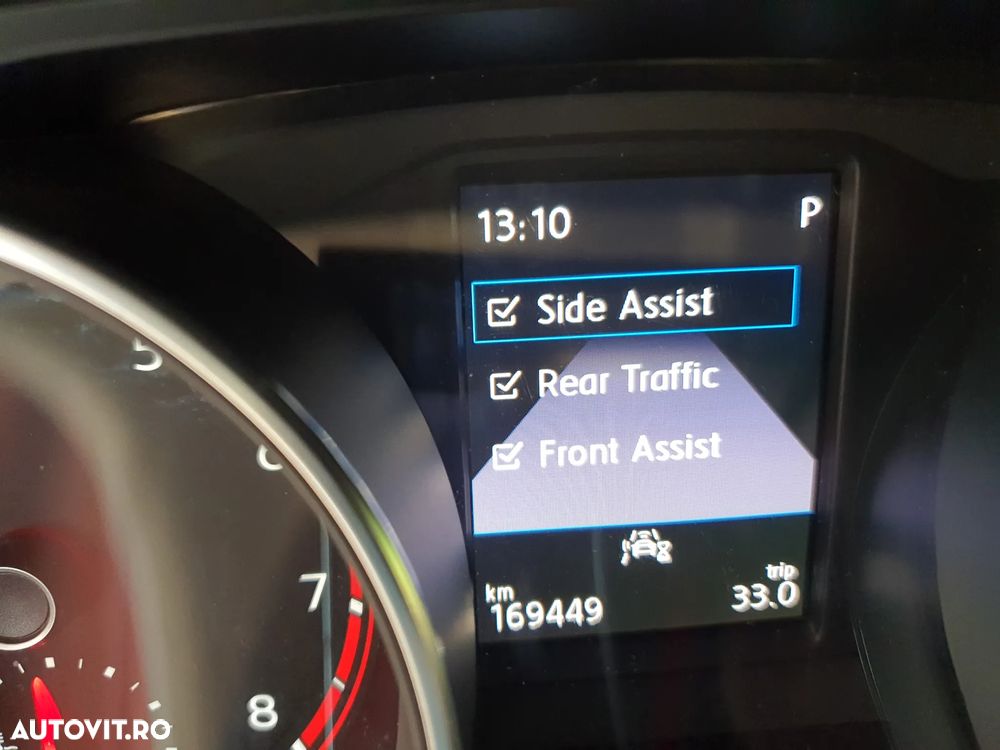 13:10 P
Side Assist
Rear Traffic
Front Assist
km
169449
trip
33.0
5
6
7
8
AUTOVIT.RO